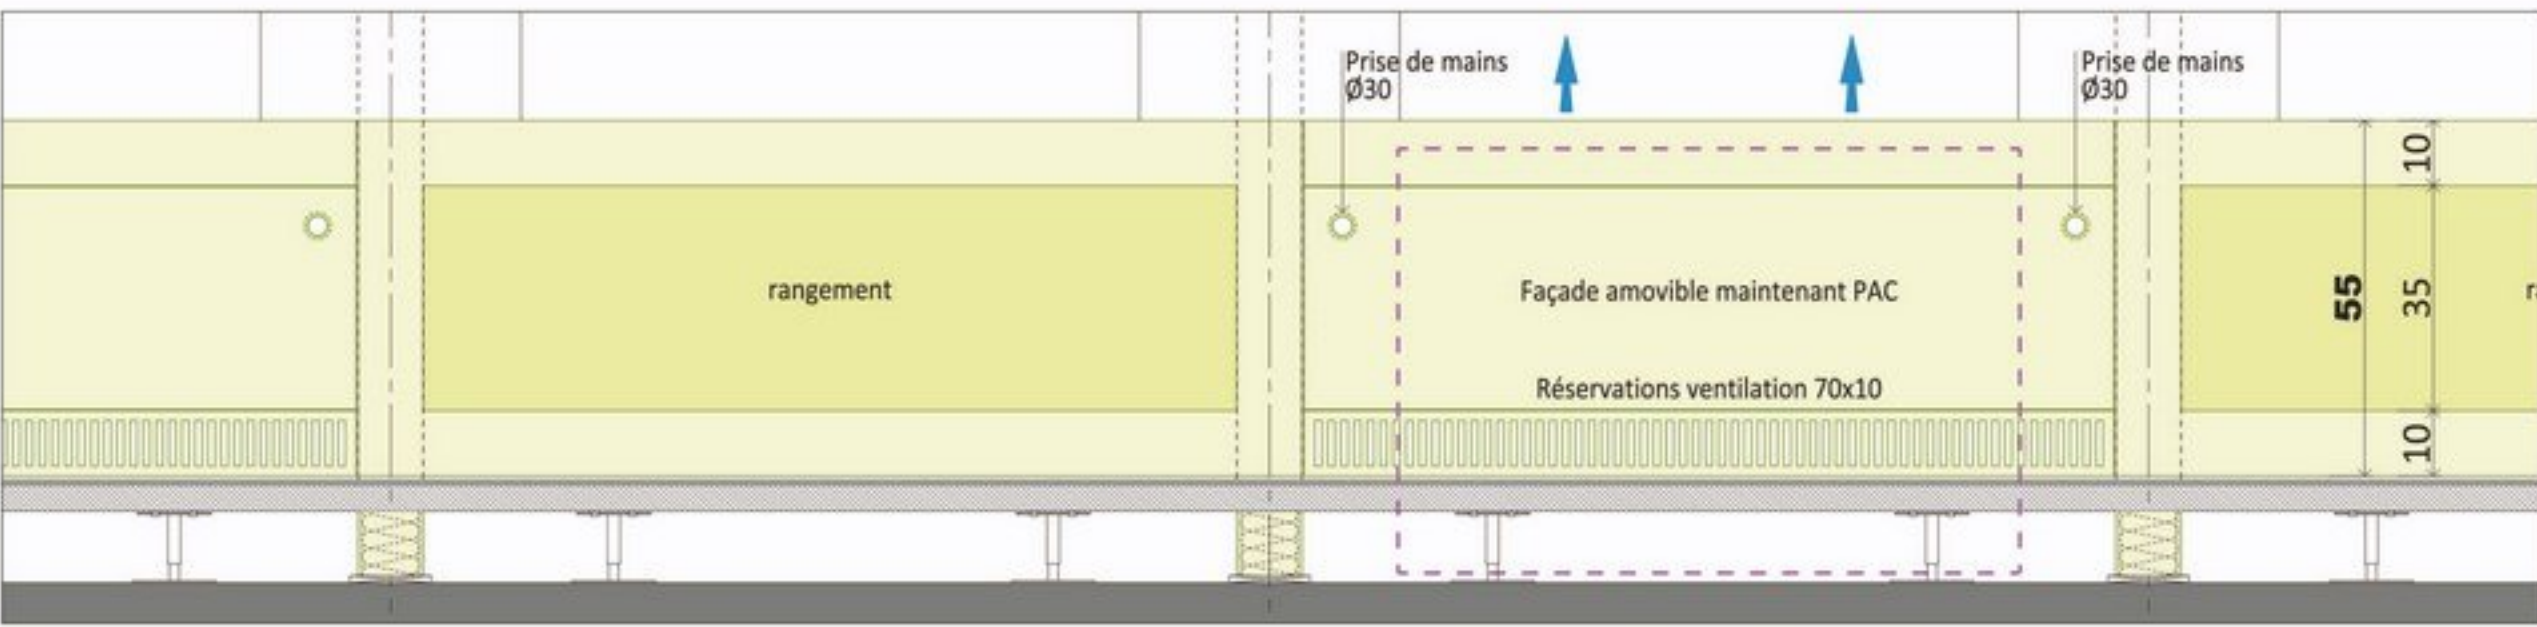 Prise de mains
Ø30
Prise de mains
Ø30
10
rangement
Façade amovible maintenant PAC
55
35
Réservations ventilation 70x10
10